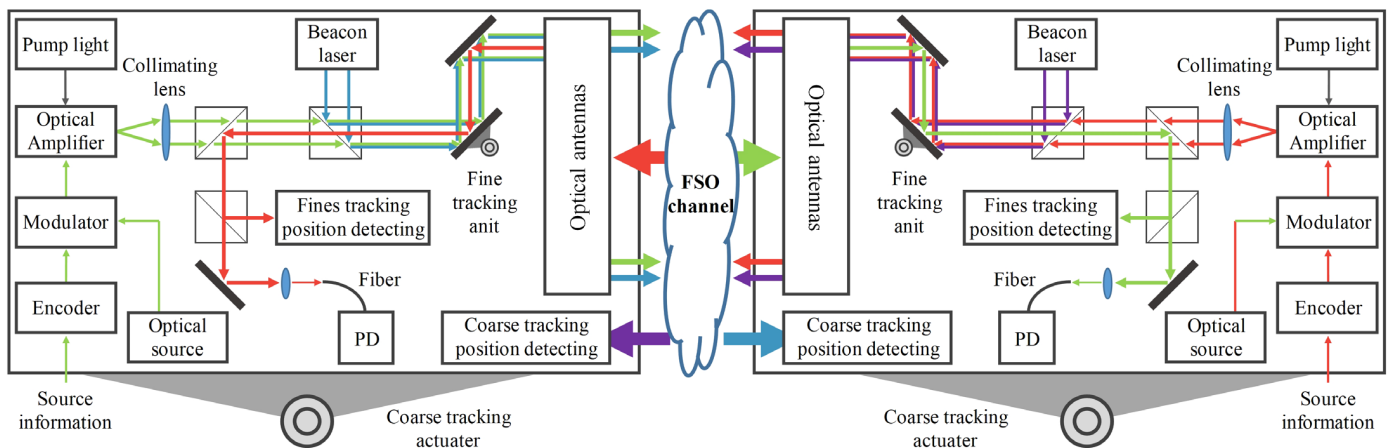 Pump light
Collimating
lens
Optical
Amplifier
Modulator
Encoder
Optical
source
Source
information
Beacon
laser
Fines tracking
position detecting
Fiber
PD
Fine
tracking
anit
Optical antennas
Coarse tracking
position detecting
Coarse tracking
actuater
FSO
channel
Optical antennas
Coarse tracking
position detecting
Coarse tracking
actuater
Fine
tracking
anit
Beacon
laser
Fines tracking
position detecting
Fiber
PD
Pump light
Collimating
lens
Optical
Amplifier
Modulator
Encoder
Optical
source
Source
information